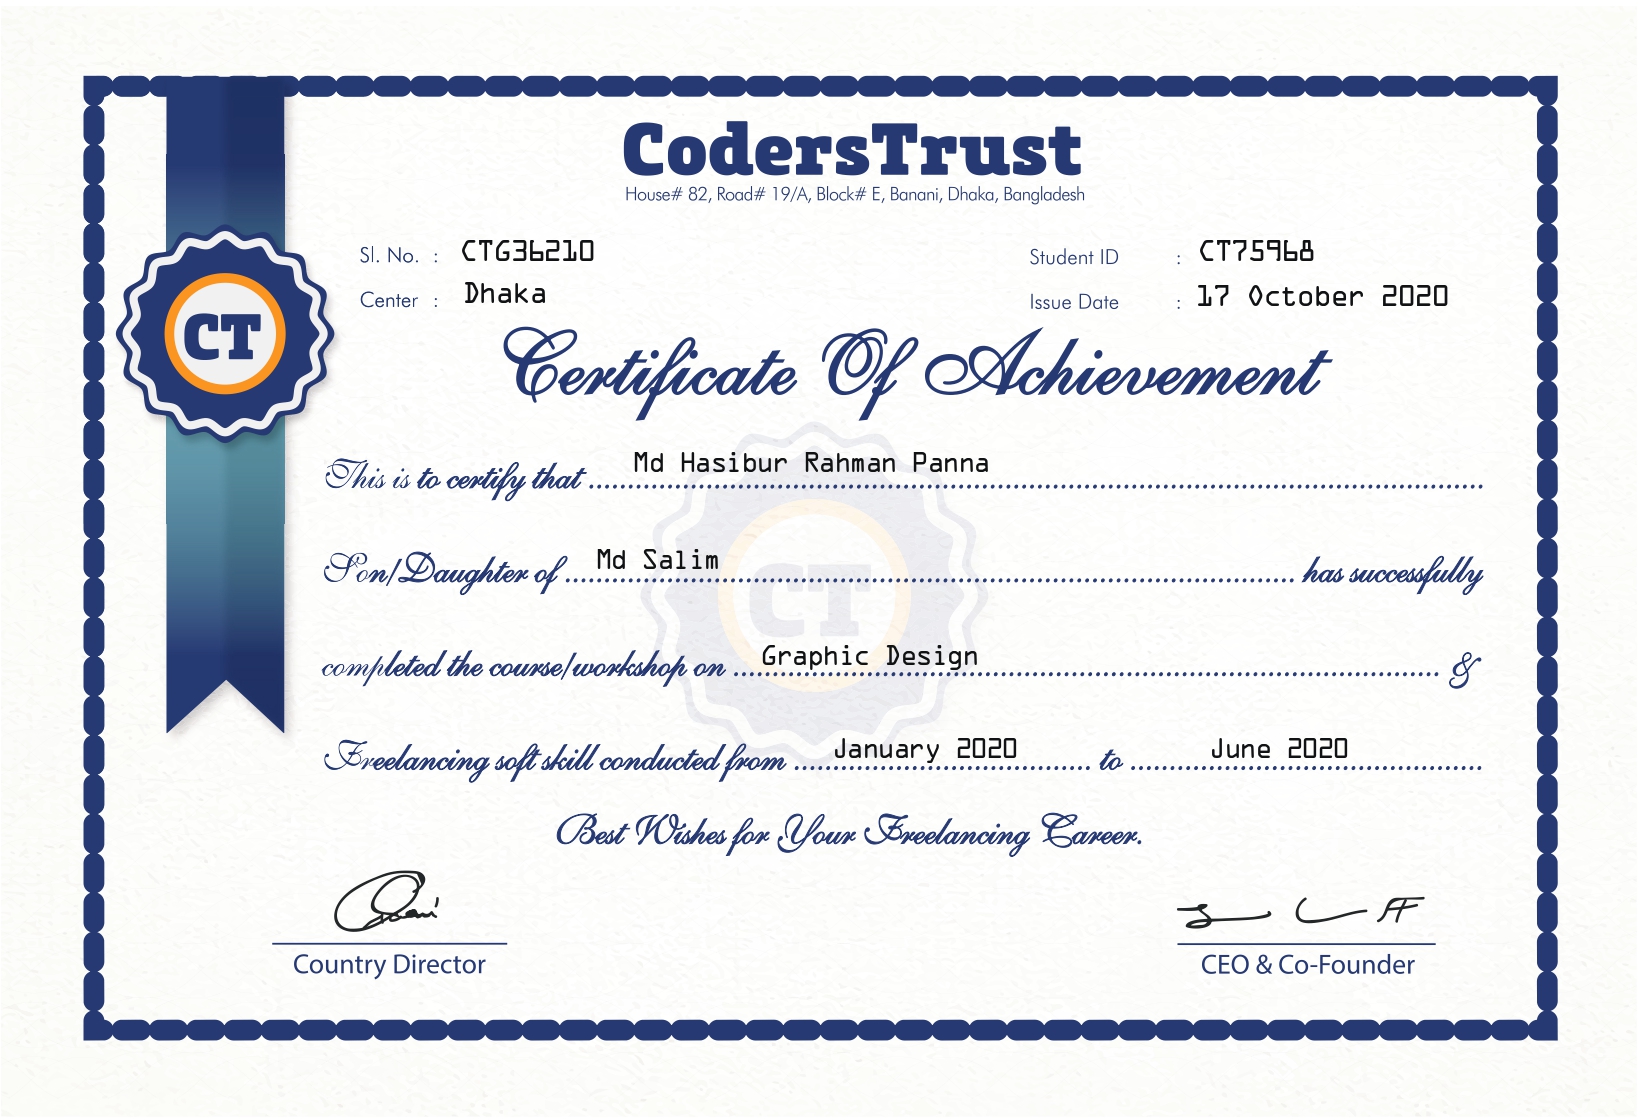 CodersTrust
House# 82, Road# 19/A, Block# E, Banani, Dhaka, Bangladesh
Sl. No. : CTG36210
Student ID : CT75968
Center : Dhaka
Issue Date : 17 October 2020
CT
Certificate Of Achievement
This is to certify that Md Hasibur Rahman Panna
Son/Daughter of Md Salim has successfully
CT
completed the course/workshop on Graphic Design &
Freelancing soft skill conducted from January 2020 to June 2020
Best Wishes for Your Freelancing Career.
Country Director
CEO & Co-Founder